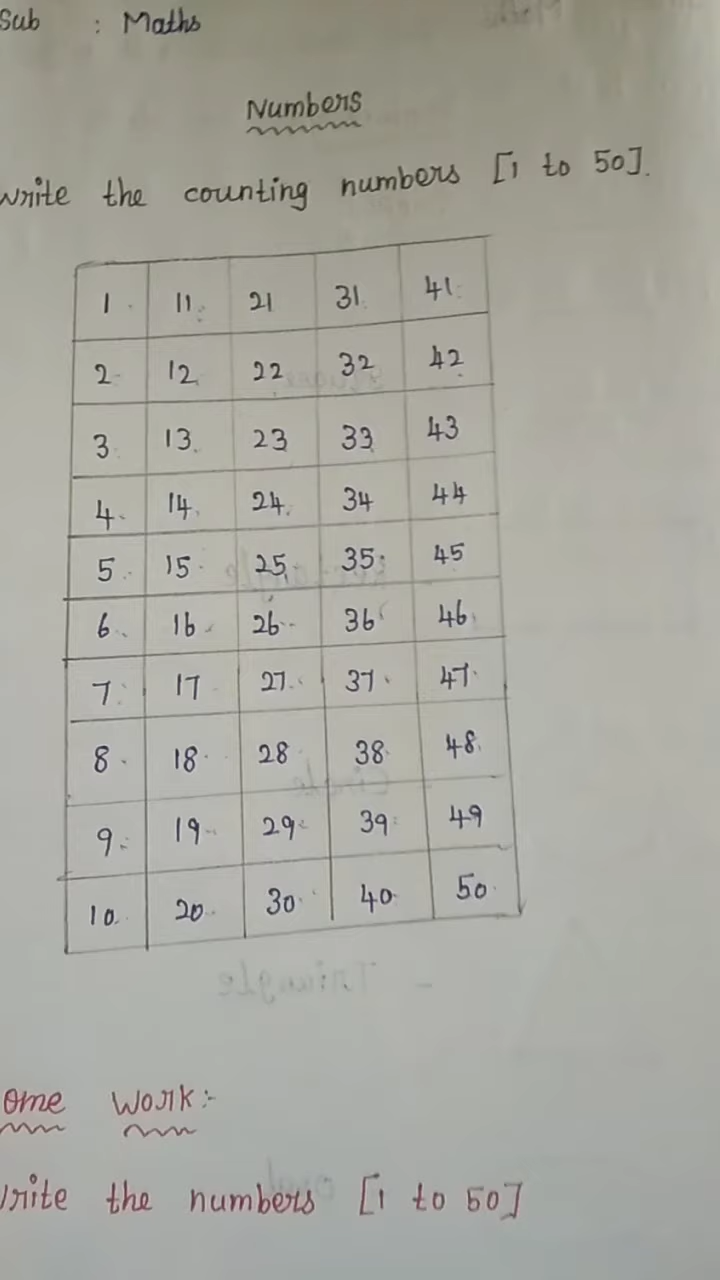 Sub : Maths
Numbers
Write the counting numbers [1 to 50].
1 11 21 31 41
2 12 22 32 42
3 13 23 33 43
4 14 24 34 44
5 15 25 35 45
6 16 26 36 46
7 17 27 37 47
8 18 28 38 48
9 19 29 39 49
10 20 30 40 50
- Triangle
ome Work:-
Write the numbers [1 to 50]